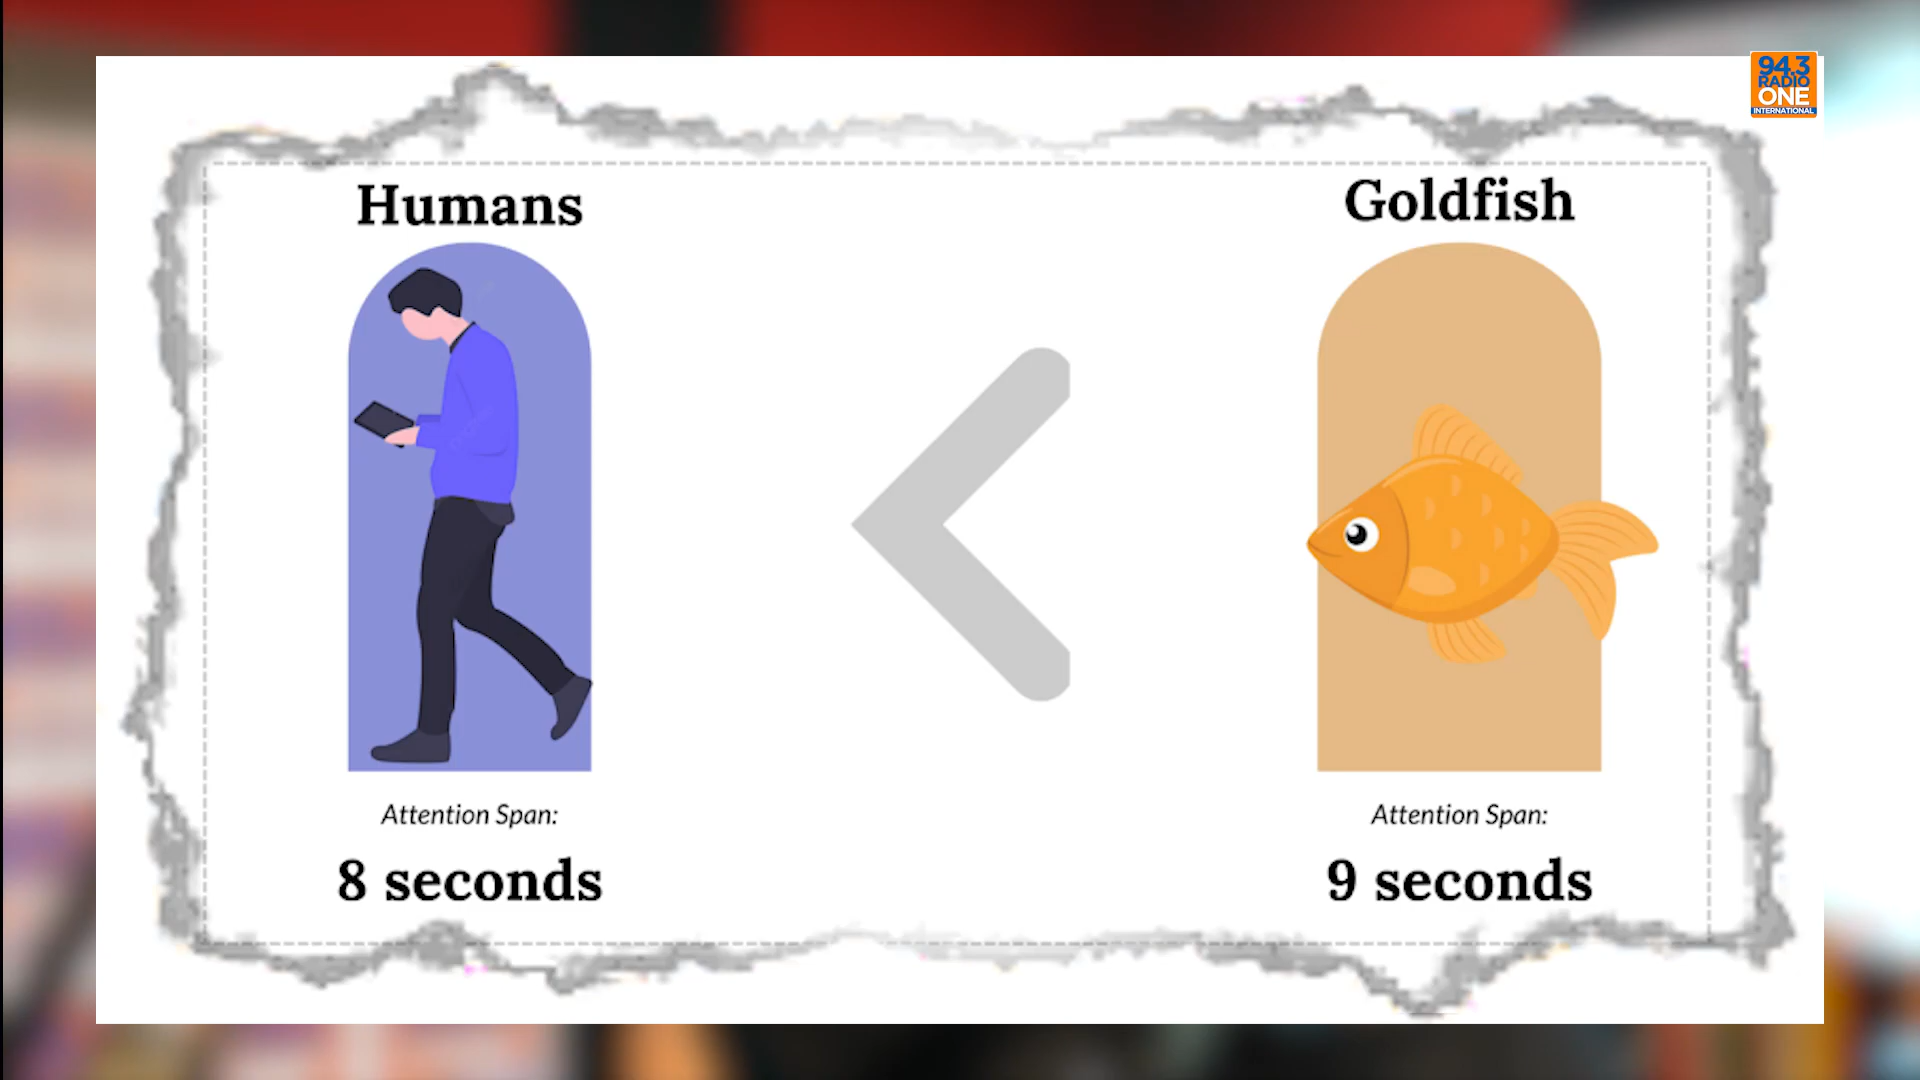 94.3
RADIO
ONE
INTERNATIONAL
Humans
Goldfish
Attention Span:
8 seconds
Attention Span:
9 seconds